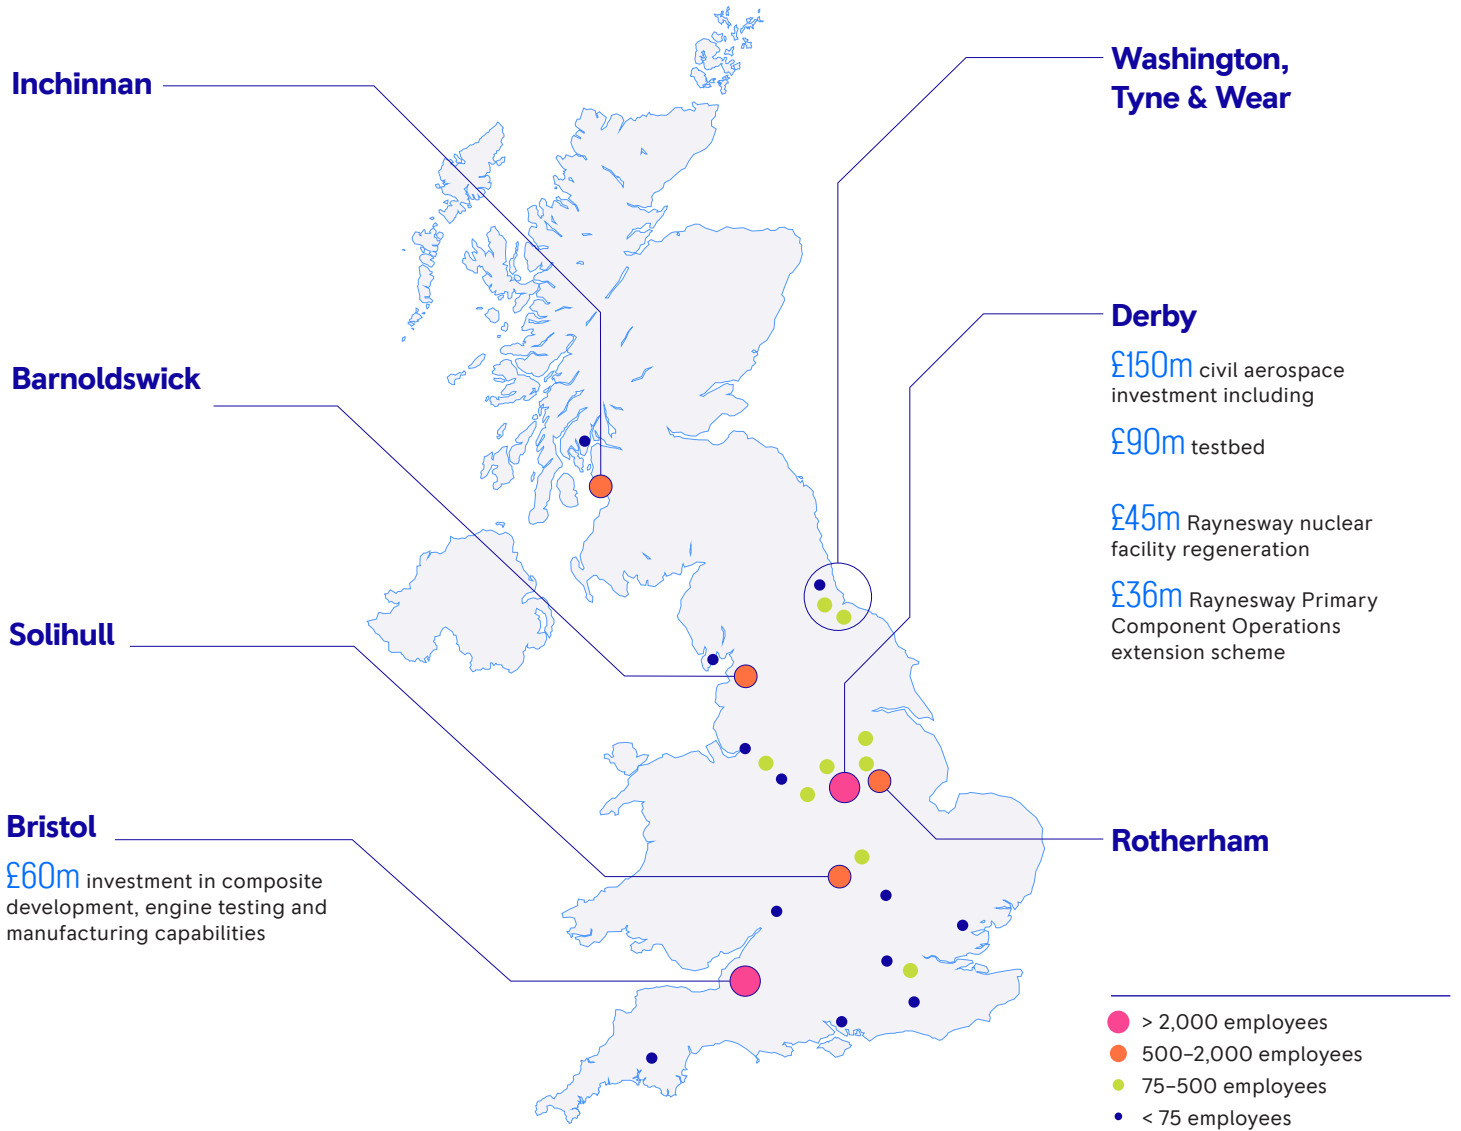 Inchinnan
Barnoldswick
Solihull
Bristol
£60m investment in composite
development, engine testing and
manufacturing capabilities
Washington,
Tyne & Wear
Derby
£150m civil aerospace
investment including
£90m testbed
£45m Raynesway nuclear
facility regeneration
£36m Raynesway Primary
Component Operations
extension scheme
Rotherham
> 2,000 employees
500–2,000 employees
75–500 employees
< 75 employees